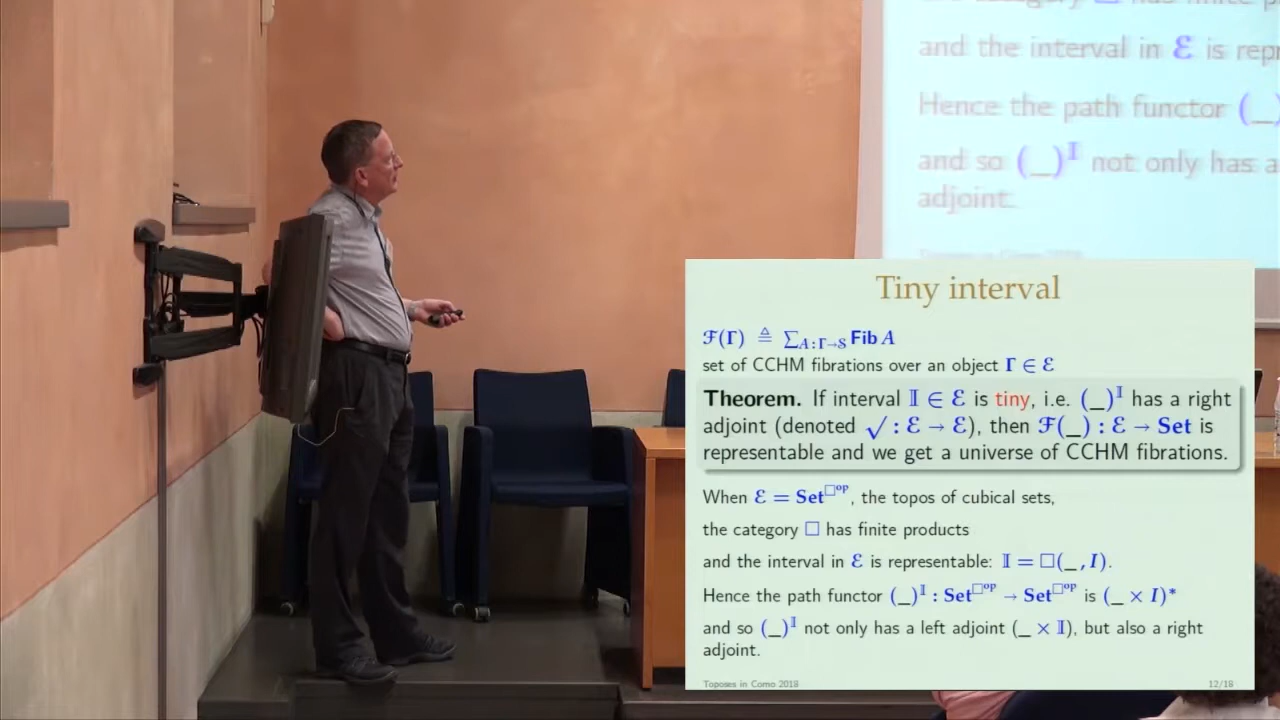 and the interval in ℰ is
Hence the path functor (_
and so (_)^𝕀 not only has a
adjoint.
Tiny interval
ℱ(Γ) ≜ ∑_{A:Γ→𝒮} Fib A
set of CCHM fibrations over an object Γ ∈ ℰ
Theorem. If interval 𝕀 ∈ ℰ is tiny, i.e. (_)^𝕀 has a right
adjoint (denoted √ : ℰ → ℰ), then ℱ(_) : ℰ → Set is
representable and we get a universe of CCHM fibrations.
When ℰ = Set^{□^op}, the topos of cubical sets,
the category □ has finite products
and the interval in ℰ is representable: 𝕀 = □(_, I).
Hence the path functor (_)^𝕀 : Set^{□^op} → Set^{□^op} is (_ × I)*
and so (_)^𝕀 not only has a left adjoint (_ × 𝕀), but also a right
adjoint.
Toposes in Como 2018 12/18